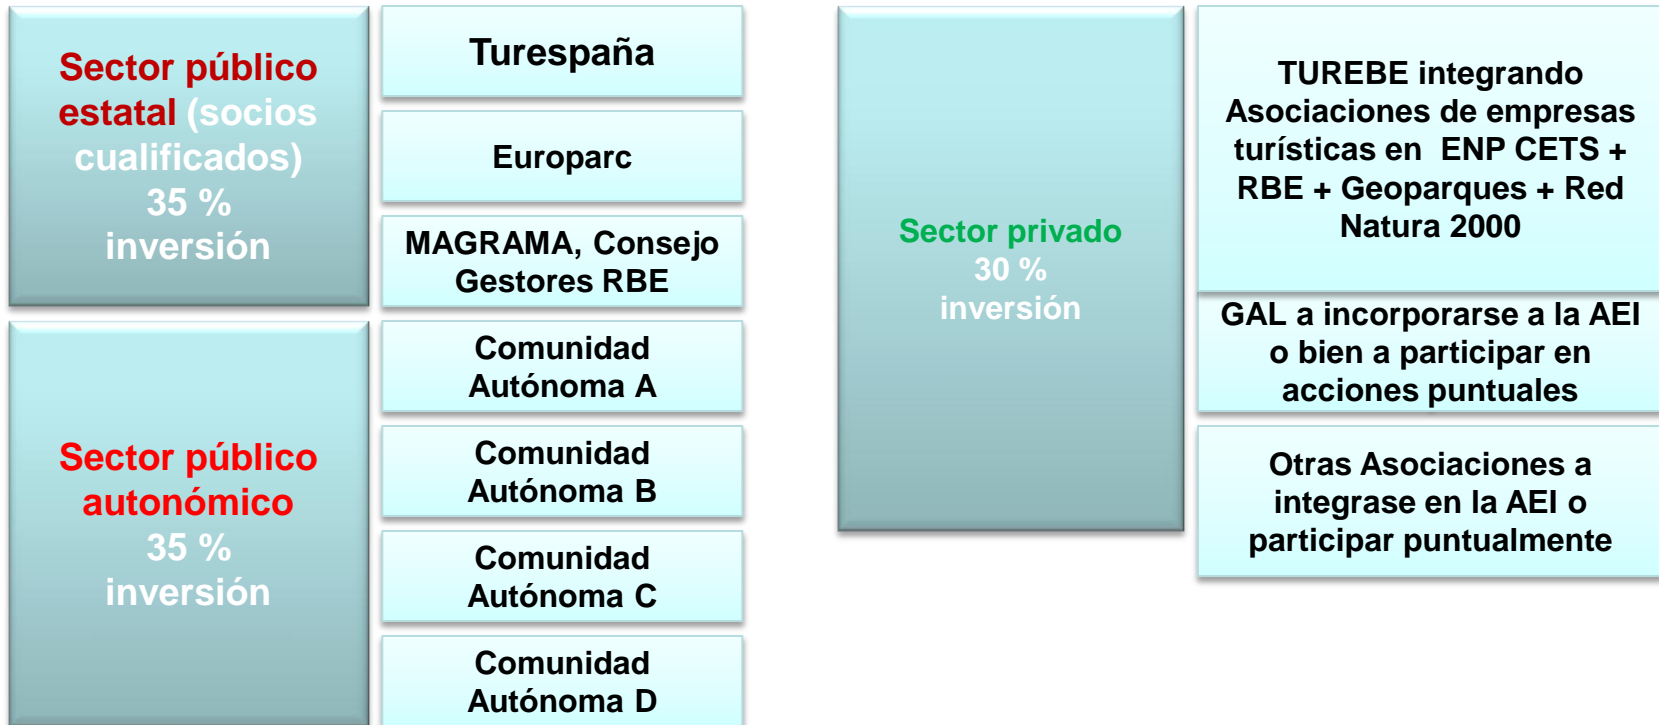 Sector público
estatal (socios
cualificados)
35 %
inversión
Turespaña
Europarc
MAGRAMA, Consejo
Gestores RBE
Sector público
autonómico
35 %
inversión
Comunidad
Autónoma A
Comunidad
Autónoma B
Comunidad
Autónoma C
Comunidad
Autónoma D
Sector privado
30 %
inversión
TUREBE integrando
Asociaciones de empresas
turísticas en ENP CETS +
RBE + Geoparques + Red
Natura 2000
GAL a incorporarse a la AEI
o bien a participar en
acciones puntuales
Otras Asociaciones a
integrase en la AEI o
participar puntualmente